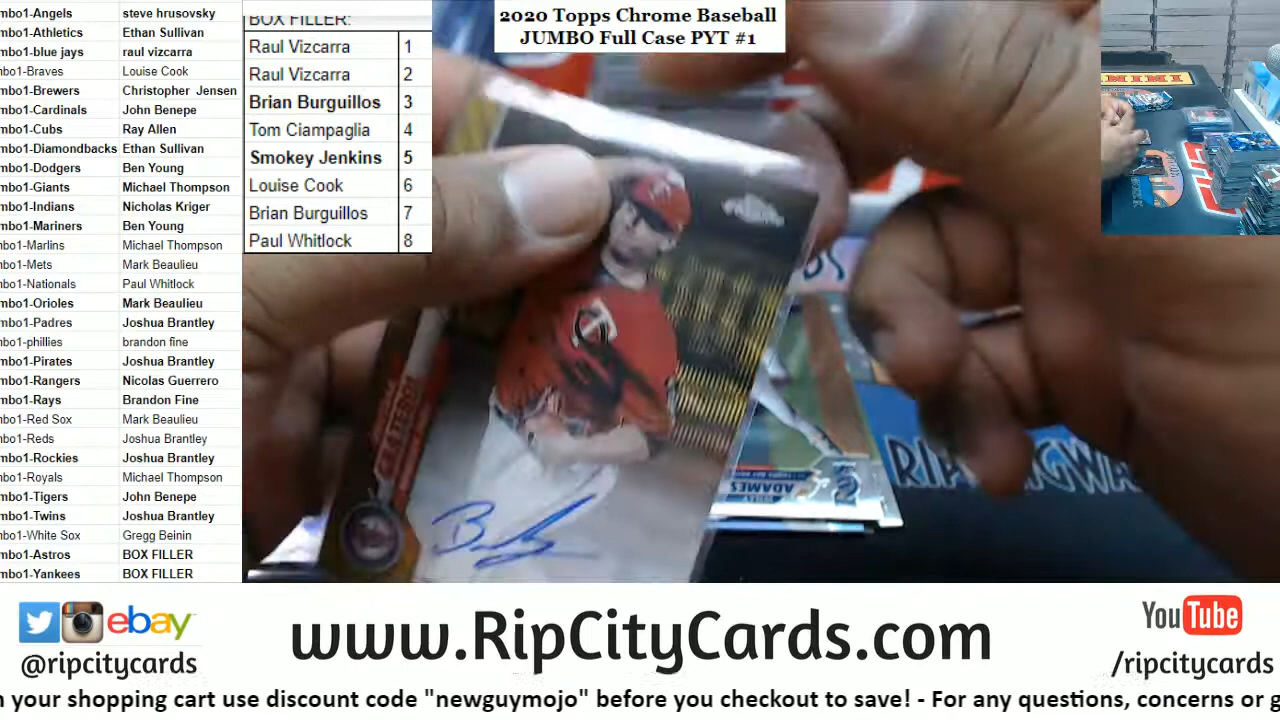 mbo1-Angels steve hrusovsky
mbo1-Athletics Ethan Sullivan
mbo1-blue jays raul vizcarra
mbo1-Braves Louise Cook
mbo1-Brewers Christopher Jensen
mbo1-Cardinals John Benepe
mbo1-Cubs Ray Allen
mbo1-Diamondbacks Ethan Sullivan
mbo1-Dodgers Ben Young
mbo1-Giants Michael Thompson
mbo1-Indians Nicholas Kriger
mbo1-Mariners Ben Young
mbo1-Marlins Michael Thompson
mbo1-Mets Mark Beaulieu
mbo1-Nationals Paul Whitlock
mbo1-Orioles Mark Beaulieu
mbo1-Padres Joshua Brantley
mbo1-phillies brandon fine
mbo1-Pirates Joshua Brantley
mbo1-Rangers Nicolas Guerrero
mbo1-Rays Brandon Fine
mbo1-Red Sox Mark Beaulieu
mbo1-Reds Joshua Brantley
mbo1-Rockies Joshua Brantley
mbo1-Royals Michael Thompson
mbo1-Tigers John Benepe
mbo1-Twins Joshua Brantley
mbo1-White Sox Gregg Beinin
mbo1-Astros BOX FILLER
mbo1-Yankees BOX FILLER
BOX FILLER:
Raul Vizcarra 1
Raul Vizcarra 2
Brian Burguillos 3
Tom Ciampaglia 4
Smokey Jenkins 5
Louise Cook 6
Brian Burguillos 7
Paul Whitlock 8
2020 Topps Chrome Baseball
JUMBO Full Case PYT #1
PANINI
WILLY
ADAMES
ebay
@ripcitycards
www.RipCityCards.com
YouTube
/ripcitycards
n your shopping cart use discount code "newguymojo" before you checkout to save! - For any questions, concerns or g